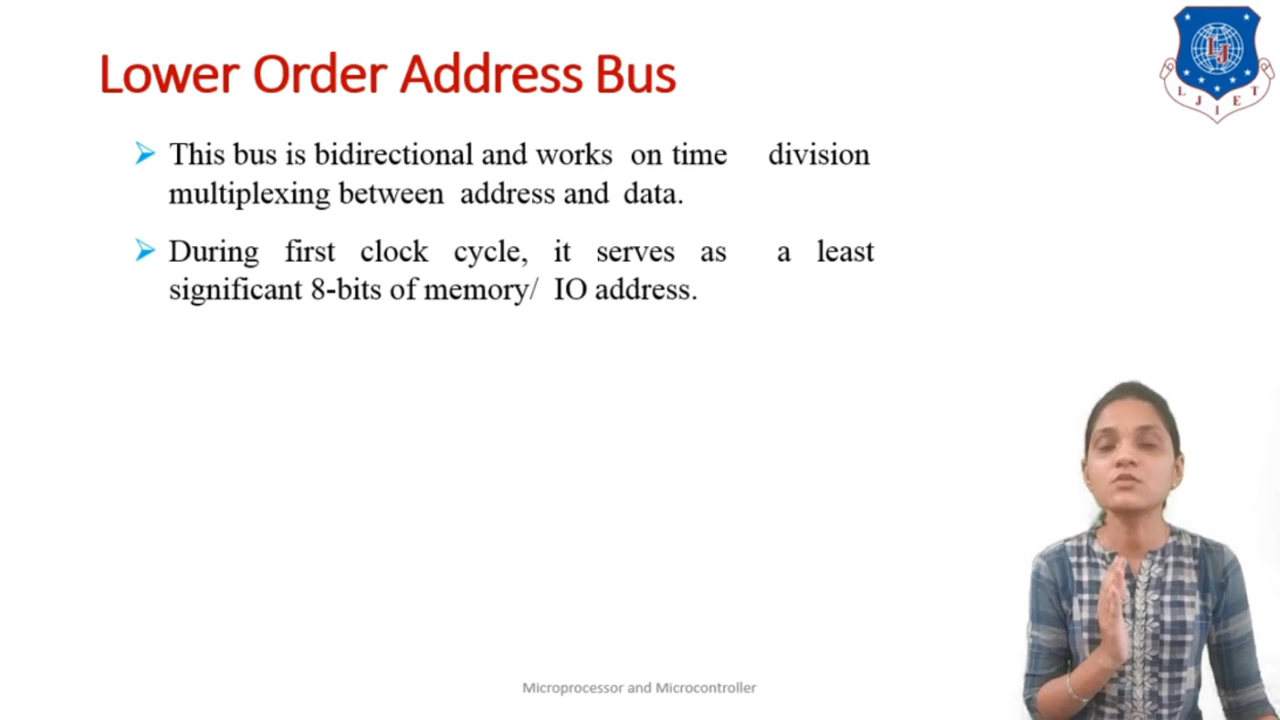 Lower Order Address Bus
This bus is bidirectional and works on time division
multiplexing between address and data.
During first clock cycle, it serves as a least
significant 8-bits of memory/ IO address.
LJ
L J I E T
Microprocessor and Microcontroller